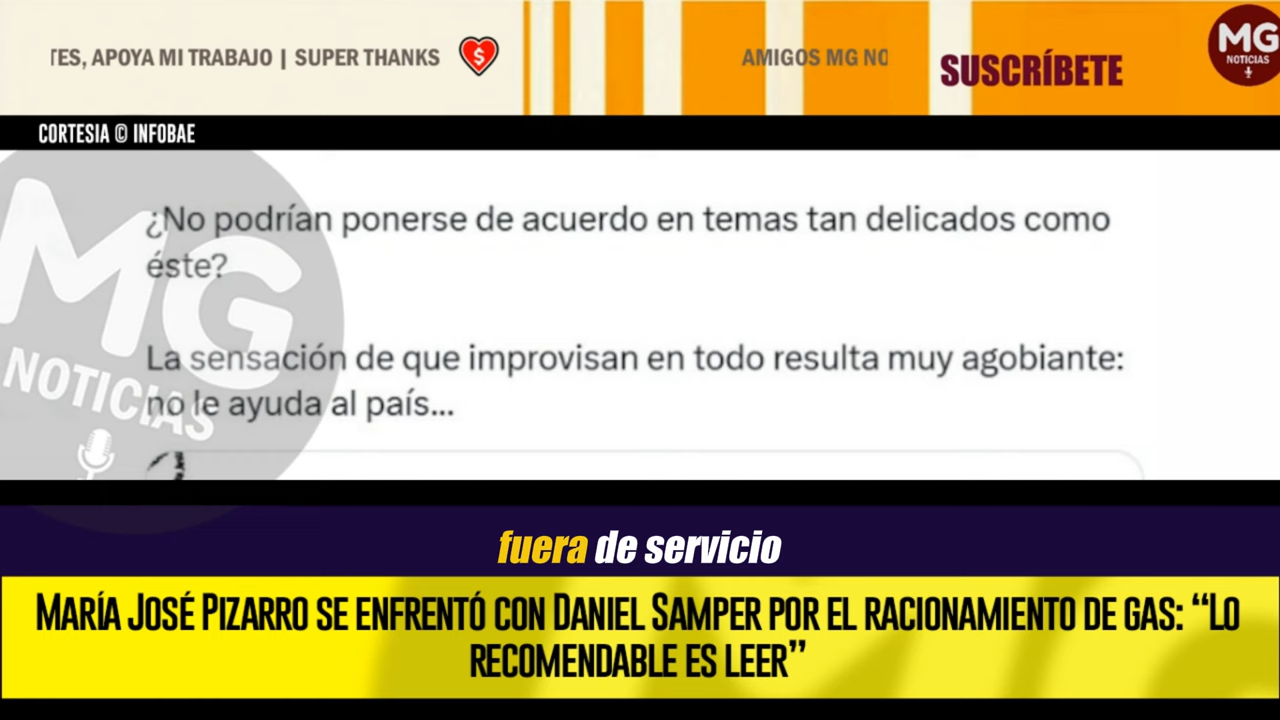 TES, APOYA MI TRABAJO | SUPER THANKS
$
AMIGOS MG NO
SUSCRÍBETE
MG
NOTICIAS
CORTESIA © INFOBAE
MG
NOTICIAS
¿No podrían ponerse de acuerdo en temas tan delicados como
éste?
La sensación de que improvisan en todo resulta muy agobiante:
no le ayuda al país...
fuera de servicio
MARÍA JOSÉ PIZARRO SE ENFRENTÓ CON DANIEL SAMPER POR EL RACIONAMIENTO DE GAS: “LO
RECOMENDABLE ES LEER”